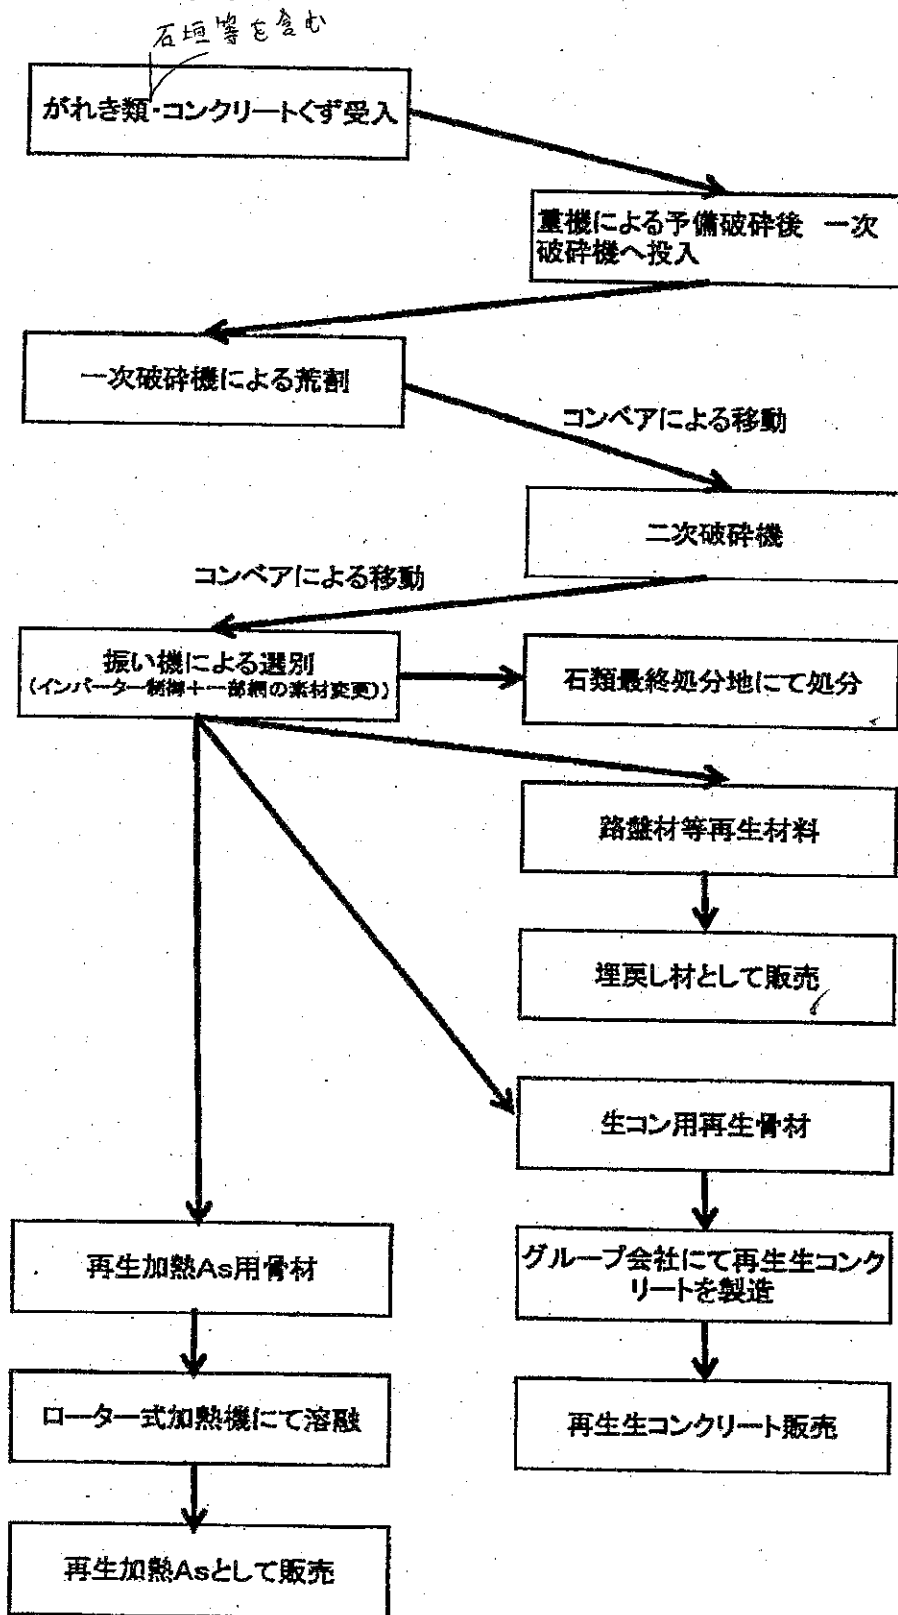 石垣等を含む
がれき類・コンクリートくず受入
重機による予備破砕後 一次
破砕機へ投入
一次破砕機による荒割
コンベアによる移動
二次破砕機
コンベアによる移動
振い機による選別
(インバーター制御+一部網の素材変更))
石類最終処分地にて処分
路盤材等再生材料
埋戻し材として販売
生コン用再生骨材
再生加熱As用骨材
グループ会社にて再生生コンク
リートを製造
ローター式加熱機にて溶融
再生生コンクリート販売
再生加熱Asとして販売